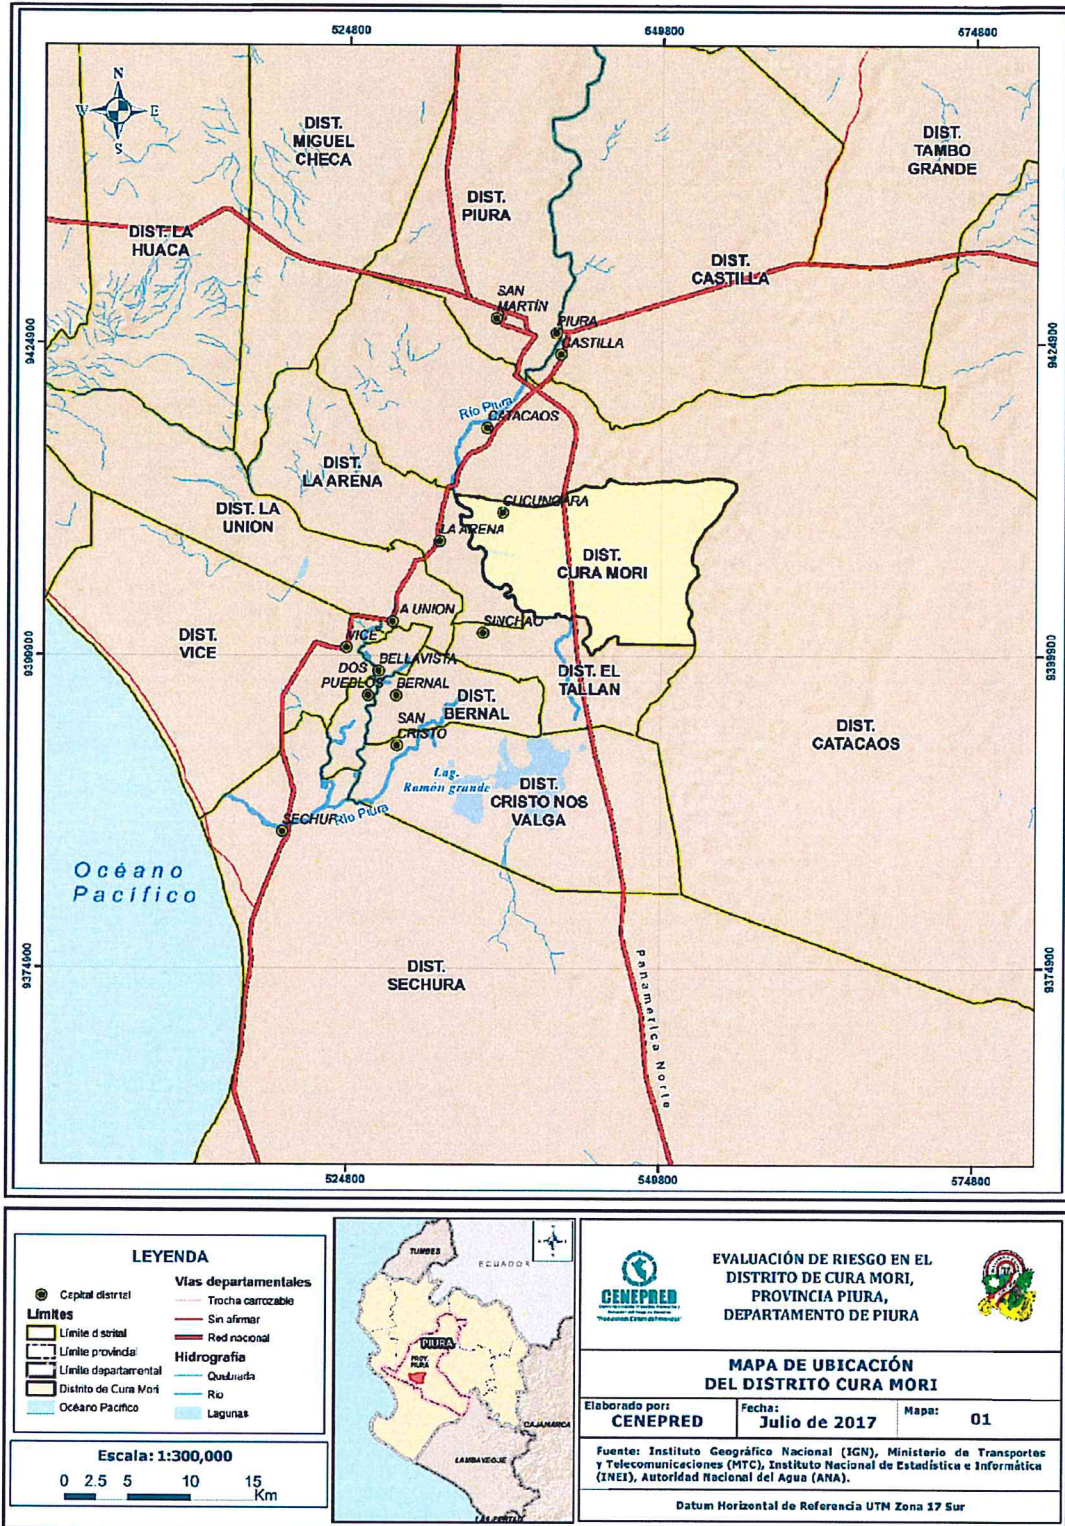 524800
549800
574800
N
W
E
S
DIST.
MIGUEL
CHECA
DIST.
TAMBO
GRANDE
DIST.
PIURA
DIST. LA
HUACA
DIST.
CASTILLA
SAN
MARTÍN
PIURA
CASTILLA
9424900
9424900
Río Piura
CATACAOS
DIST.
LA ARENA
DIST. LA
UNION
CUCUNGARA
LA ARENA
DIST.
CURA MORI
A UNION
SINCHAO
DIST.
VICE
VICE
9399900
9399900
DOS
PUEBLOS
BELLAVISTA
BERNAL
DIST. EL
TALLAN
DIST.
BERNAL
SAN
CRISTO
DIST.
CATACAOS
Lag.
Ramón grande
DIST.
CRISTO NOS
VALGA
Río Piura
SECHUR
Océano
Pacífico
DIST.
SECHURA
9374900
9374900
Panamerica Norte
524800
549800
574800
LEYENDA
Capital distrital
Límites
Límite distrital
Límite provincial
Límite departamental
Distrito de Cura Mori
Océano Pacífico
Vías departamentales
Trocha carrozable
Sin afirmar
Red nacional
Hidrografía
Quebrada
Río
Lagunas
Escala: 1:300,000
0 2.5 5 10 15
Km
TUMBES
ECUADOR
PIURA
PROV.
PIURA
CAJAMARCA
LAMBAYEQUE
CENEPRED
EVALUACIÓN DE RIESGO EN EL
DISTRITO DE CURA MORI,
PROVINCIA PIURA,
DEPARTAMENTO DE PIURA
MAPA DE UBICACIÓN
DEL DISTRITO CURA MORI
Elaborado por:
CENEPRED
Fecha:
Julio de 2017
Mapa:
01
Fuente: Instituto Geográfico Nacional (IGN), Ministerio de Transportes
y Telecomunicaciones (MTC), Instituto Nacional de Estadística e Informática
(INEI), Autoridad Nacional del Agua (ANA).
Datum Horizontal de Referencia UTM Zona 17 Sur